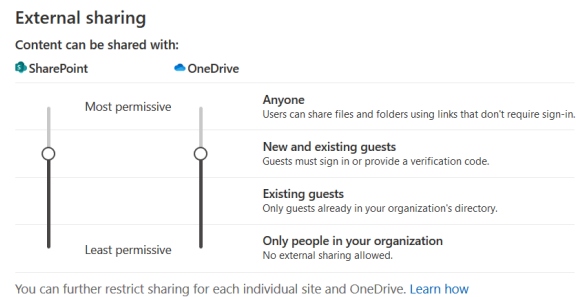 External sharing
Content can be shared with:
SharePoint
OneDrive
Most permissive
Anyone
Users can share files and folders using links that don't require sign-in.
New and existing guests
Guests must sign in or provide a verification code.
Existing guests
Only guests already in your organization's directory.
Least permissive
Only people in your organization
No external sharing allowed.
You can further restrict sharing for each individual site and OneDrive. Learn how